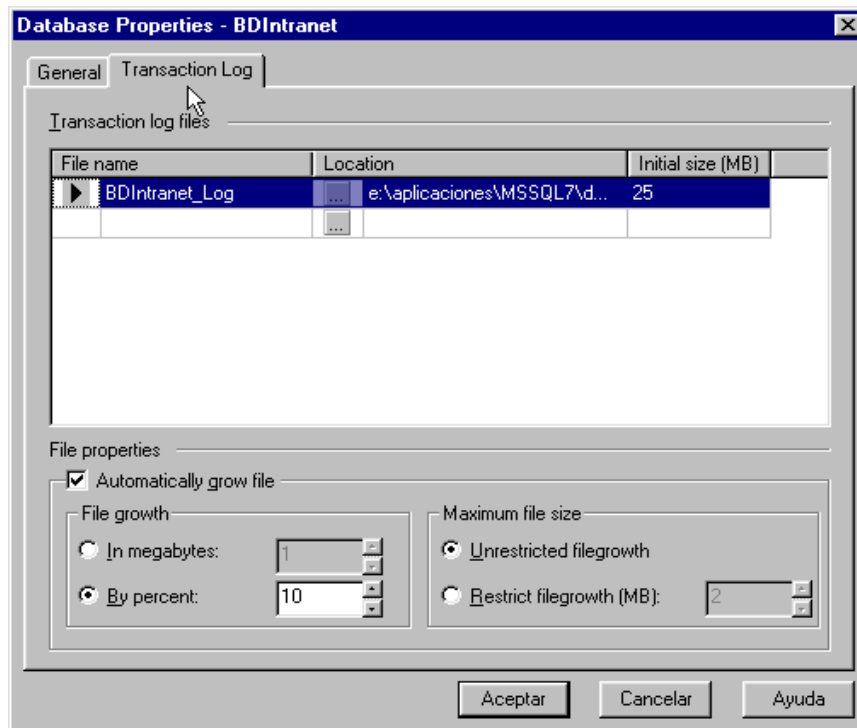 Database Properties - BDIntranet
General Transaction Log
Transaction log files
File name Location Initial size (MB)
BDIntranet_Log ... e:\aplicaciones\MSSQL7\d... 25
...
File properties
Automatically grow file
File growth Maximum file size
In megabytes: 1 Unrestricted filegrowth
By percent: 10 Restrict filegrowth (MB): 2
Aceptar Cancelar Ayuda